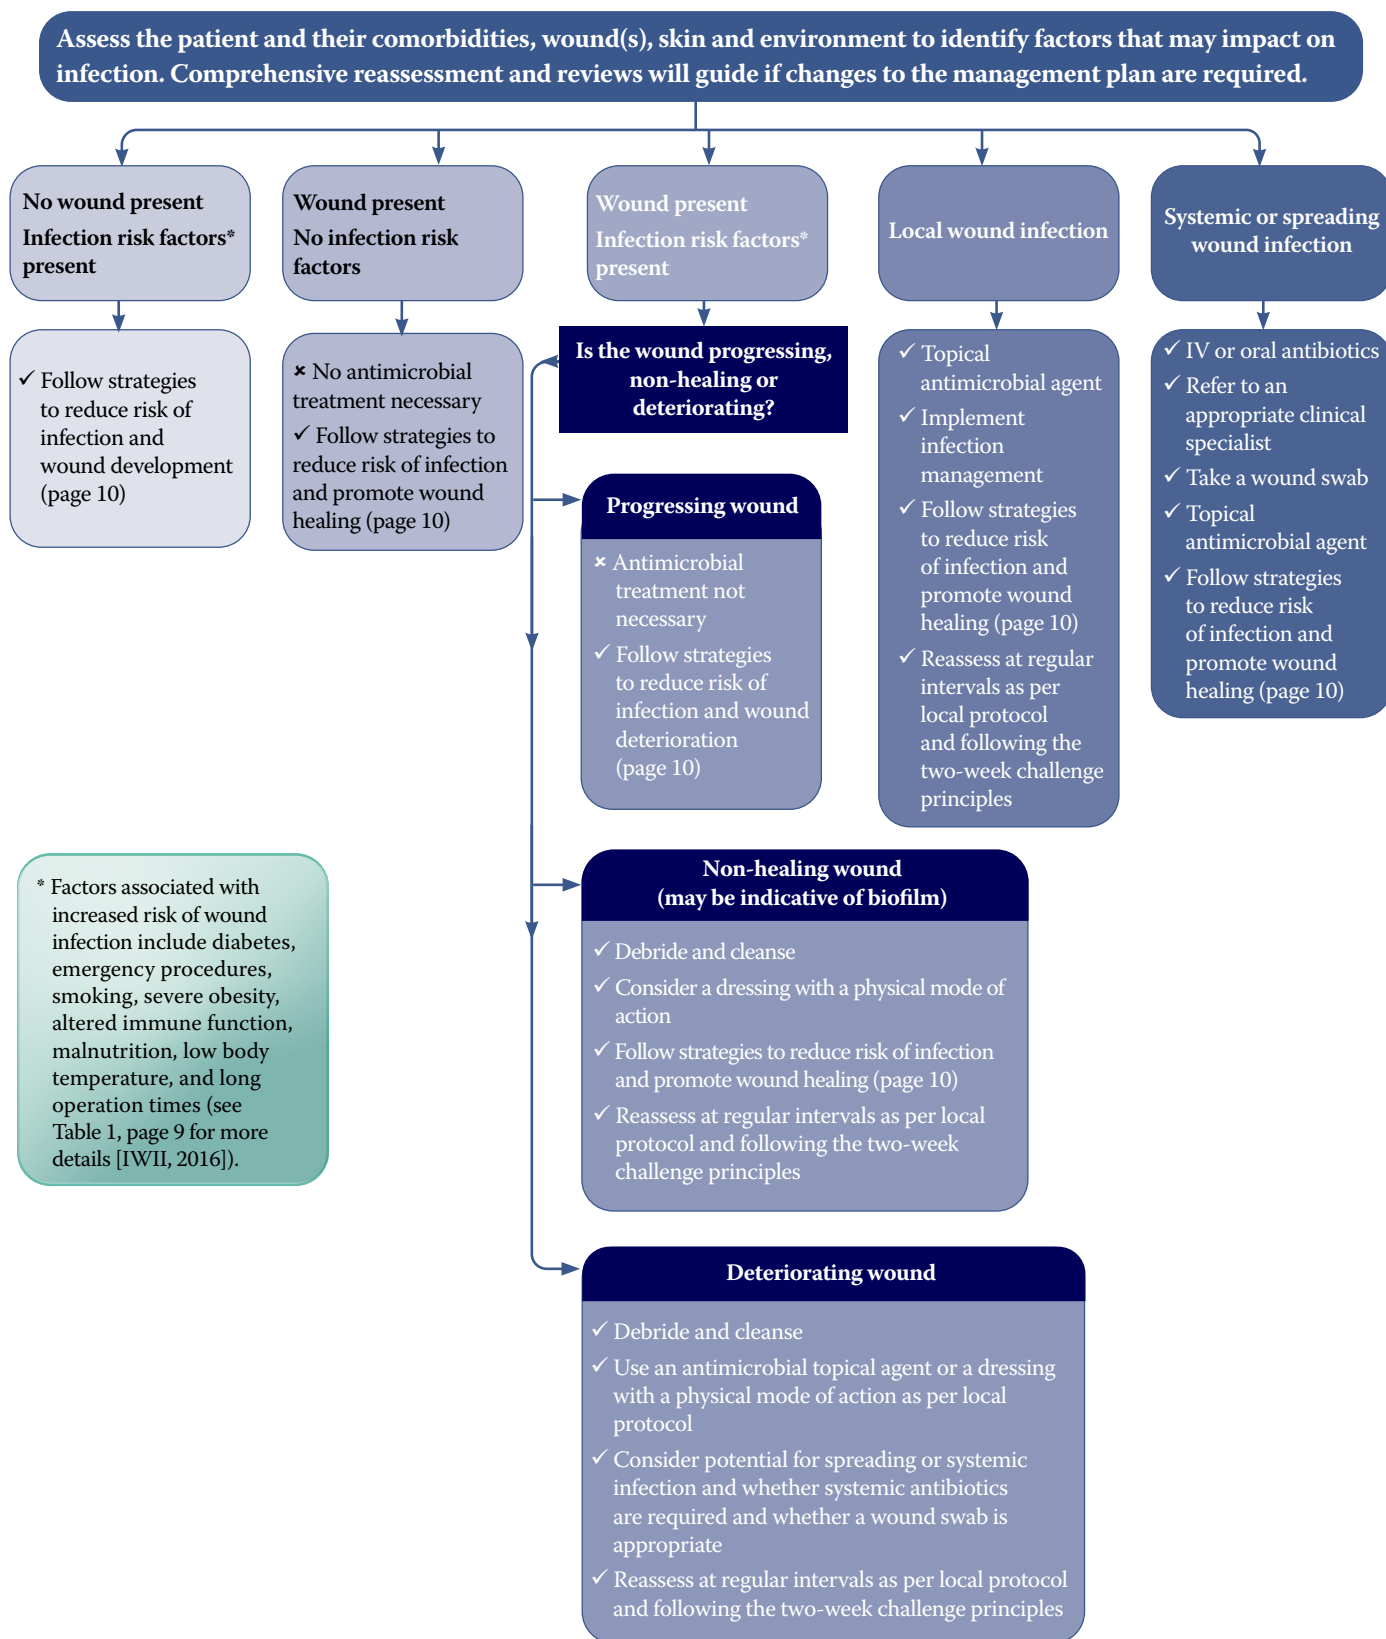 Assess the patient and their comorbidities, wound(s), skin and environment to identify factors that may impact on
infection. Comprehensive reassessment and reviews will guide if changes to the management plan are required.
No wound present
Infection risk factors*
present
✓ Follow strategies
to reduce risk of
infection and
wound development
(page 10)
Wound present
No infection risk
factors
× No antimicrobial
treatment necessary
✓ Follow strategies to
reduce risk of infection
and promote wound
healing (page 10)
Wound present
Infection risk factors*
present
Is the wound progressing,
non-healing or
deteriorating?
Progressing wound
× Antimicrobial
treatment not
necessary
✓ Follow strategies
to reduce risk of
infection and wound
deterioration
(page 10)
Non-healing wound
(may be indicative of biofilm)
✓ Debride and cleanse
✓ Consider a dressing with a physical mode of
action
✓ Follow strategies to reduce risk of infection
and promote wound healing (page 10)
✓ Reassess at regular intervals as per local
protocol and following the two-week
challenge principles
Deteriorating wound
✓ Debride and cleanse
✓ Use an antimicrobial topical agent or a dressing
with a physical mode of action as per local
protocol
✓ Consider potential for spreading or systemic
infection and whether systemic antibiotics
are required and whether a wound swab is
appropriate
✓ Reassess at regular intervals as per local protocol
and following the two-week challenge principles
Local wound infection
✓ Topical
antimicrobial agent
✓ Implement
infection
management
✓ Follow strategies
to reduce risk
of infection and
promote wound
healing (page 10)
✓ Reassess at regular
intervals as per
local protocol
and following the
two-week challenge
principles
Systemic or spreading
wound infection
✓ IV or oral antibiotics
✓ Refer to an
appropriate clinical
specialist
✓ Take a wound swab
✓ Topical
antimicrobial agent
✓ Follow strategies
to reduce risk
of infection and
promote wound
healing (page 10)
* Factors associated with
increased risk of wound
infection include diabetes,
emergency procedures,
smoking, severe obesity,
altered immune function,
malnutrition, low body
temperature, and long
operation times (see
Table 1, page 9 for more
details [IWII, 2016]).